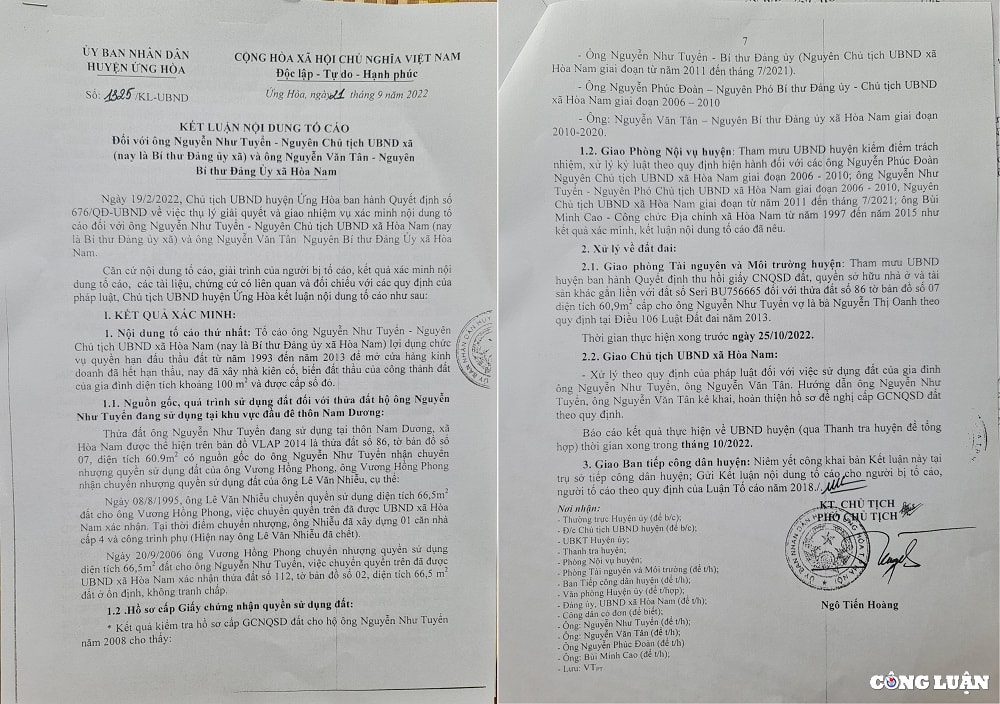 ỦY BAN NHÂN DÂN
HUYỆN ỨNG HÒA
Số: 1325/KL-UBND
CỘNG HÒA XÃ HỘI CHỦ NGHĨA VIỆT NAM
Độc lập - Tự do - Hạnh phúc
Ứng Hòa, ngày 21 tháng 9 năm 2022
KẾT LUẬN NỘI DUNG TỐ CÁO
Đối với ông Nguyễn Như Tuyển - Nguyên Chủ tịch UBND xã
(nay là Bí thư Đảng ủy xã) và ông Nguyễn Văn Tân - Nguyên
Bí thư Đảng Ủy xã Hòa Nam
Ngày 19/2/2022, Chủ tịch UBND huyện Ứng Hòa ban hành Quyết định số
676/QĐ-UBND về việc thụ lý giải quyết và giao nhiệm vụ xác minh nội dung tố
cáo đối với ông Nguyễn Như Tuyển - Nguyên Chủ tịch UBND xã Hòa Nam (nay
là Bí thư Đảng ủy xã) và ông Nguyễn Văn Tân Nguyên Bí thư Đảng Ủy xã Hòa
Nam.
Căn cứ nội dung tố cáo, giải trình của người bị tố cáo, kết quả xác minh nội
dung tố cáo, các tài liệu, chứng cứ có liên quan và đối chiếu với các quy định của
pháp luật, Chủ tịch UBND huyện Ứng Hòa kết luận nội dung tố cáo như sau:
I. KẾT QUẢ XÁC MINH:
1. Nội dung tố cáo thứ nhất: Tố cáo ông Nguyễn Như Tuyển - Nguyên
Chủ tịch UBND xã Hòa Nam (nay là Bí thư Đảng ủy xã Hòa Nam) lợi dụng chức
vụ quyền hạn đấu thầu đất từ năm 1993 đến năm 2013 để mở cửa hàng kinh
doanh đã hết hạn thầu, nay đã xây nhà kiên cố, biến đất thầu của công thành đất
của gia đình diện tích khoảng 100 m² và được cấp sổ đỏ.
1.1. Nguồn gốc, quá trình sử dụng đất đối với thửa đất hộ ông Nguyễn
Như Tuyển đang sử dụng tại khu vực đầu đê thôn Nam Dương:
Thửa đất ông Nguyễn Như Tuyển đang sử dụng tại thôn Nam Dương, xã
Hòa Nam được thể hiện trên bản đồ VLAP 2014 là thửa đất số 86, tờ bản đồ số
07, diện tích 60.9m² có nguồn gốc do ông Nguyễn Như Tuyển nhận chuyển
nhượng quyền sử dụng đất của ông Vương Hồng Phong, ông Vương Hồng Phong
nhận chuyển nhượng quyền sử dụng đất của ông Lê Văn Nhiễu, cụ thể:
Ngày 08/8/1995, ông Lê Văn Nhiễu chuyển quyền sử dụng diện tích 66,5m²
đất cho ông Vương Hồng Phong, việc chuyển quyền trên đã được UBND xã Hòa
Nam xác nhận. Tại thời điểm chuyển nhượng, ông Nhiễu đã xây dựng 01 căn nhà
cấp 4 và công trình phụ (Hiện nay ông Lê Văn Nhiễu đã chết).
Ngày 20/9/2006 ông Vương Hồng Phong chuyển nhượng quyền sử dụng
diện tích 66,5m² đất cho ông Nguyễn Như Tuyển, việc chuyển quyền trên đã được
UBND xã Hòa Nam xác nhận thửa đất số 112, tờ bản đồ số 02, diện tích 66,5 m²
đất ở ổn định, không tranh chấp.
1.2 .Hồ sơ cấp Giấy chứng nhận quyền sử dụng đất:
* Kết quả kiểm tra hồ sơ cấp GCNQSD đất cho hộ ông Nguyễn Như Tuyển
năm 2008 cho thấy:
7
- Ông Nguyễn Như Tuyển - Bí thư Đảng ủy (Nguyên Chủ tịch UBND xã
Hòa Nam giai đoạn từ năm 2011 đến tháng 7/2021).
- Ông Nguyễn Phúc Đoàn – Nguyên Phó Bí thư Đảng ủy - Chủ tịch UBND
xã Hòa Nam giai đoạn 2006 – 2010
- Ông: Nguyễn Văn Tân – Nguyên Bí thư Đảng ủy xã Hòa Nam giai đoạn
2010-2020.
1.2. Giao Phòng Nội vụ huyện: Tham mưu UBND huyện kiểm điểm trách
nhiệm, xử lý kỷ luật theo quy định hiện hành đối với các ông Nguyễn Phúc Đoàn
Nguyên Chủ tịch UBND xã Hòa Nam giai đoạn 2006 - 2010; ông Nguyễn Như
Tuyển - Nguyên Phó Chủ tịch UBND xã Hòa Nam giai đoạn 2006 - 2010, Nguyên
Chủ tịch UBND xã Hòa Nam giai đoạn từ năm 2011 đến tháng 7/2021; ông Bùi
Minh Cao - Công chức Địa chính xã Hòa Nam từ năm 1997 đến năm 2015 như
kết quả xác minh, kết luận nội dung tố cáo đã nêu.
2. Xử lý về đất đai:
2.1. Giao phòng Tài nguyên và Môi trường huyện: Tham mưu UBND
huyện ban hành Quyết định thu hồi giấy CNQSD đất, quyền sở hữu nhà ở và tài
sản khác gắn liền với đất số Seri BU756665 đối với thửa đất số 86 tờ bản đồ số 07
diện tích 60,9m² cấp cho ông Nguyễn Như Tuyển vợ là bà Nguyễn Thị Oanh theo
quy định tại Điều 106 Luật Đất đai năm 2013.
Thời gian thực hiện xong trước ngày 25/10/2022.
2.2. Giao Chủ tịch UBND xã Hòa Nam:
- Xử lý theo quy định của pháp luật đối với việc sử dụng đất của gia đình
ông Nguyễn Như Tuyển, ông Nguyễn Văn Tân. Hướng dẫn ông Nguyễn Như
Tuyển, ông Nguyễn Văn Tân kê khai, hoàn thiện hồ sơ đề nghị cấp GCNQSD đất
theo quy định.
Báo cáo kết quả thực hiện về UBND huyện (qua Thanh tra huyện để tổng
hợp) thời gian xong trong tháng 10/2022.
3. Giao Ban tiếp công dân huyện: Niêm yết công khai bản Kết luận này tại
trụ sở tiếp công dân huyện; Gửi Kết luận nội dung tố cáo cho người bị tố cáo,
người tố cáo theo quy định của Luận Tố cáo năm 2018./.
Nơi nhận:
- Thường trực Huyện ủy (để b/c);
- Đ/c Chủ tịch UBND huyện (để b/c);
- UBKT Huyện ủy;
- Thanh tra huyện;
- Phòng Nội vụ huyện;
- Phòng Tài nguyên và Môi trường (để t/h);
- Ban Tiếp công dân huyện (để t/h);
- Văn phòng Huyện ủy (để t/hợp);
- Đảng ủy, UBND xã Hòa Nam (để t/h);
- Công dân có đơn (để biết);
- Ông: Nguyễn Như Tuyển (để t/h);
- Ông: Nguyễn Văn Tân (để t/h);
- Ông Nguyễn Phúc Đoàn (để t/h)
- Ông: Bùi Minh Cao (để t/h);
- Lưu: VT
KT. CHỦ TỊCH
PHÓ CHỦ TỊCH
Ngô Tiến Hoàng
CÔNG LUẬN